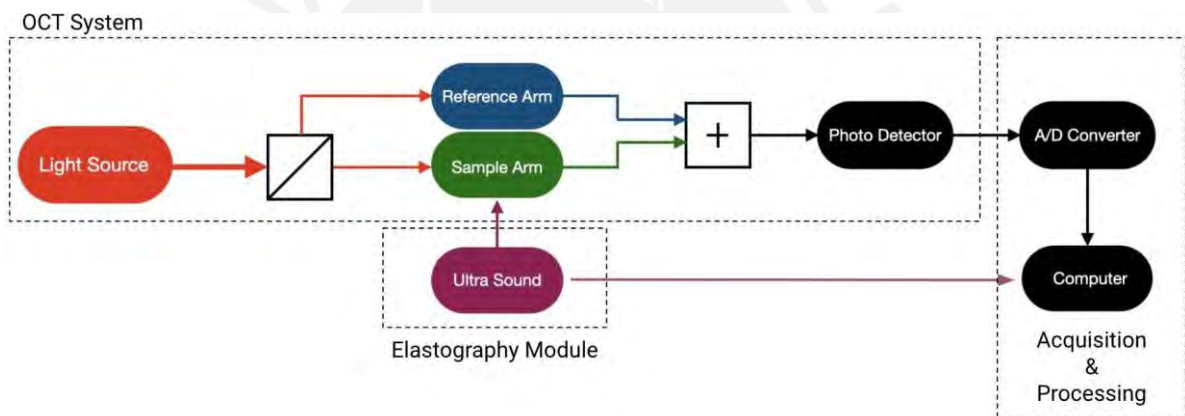 OCT System
Reference Arm
Light Source
Sample Arm
+
Photo Detector
A/D Converter
Ultra Sound
Computer
Elastography Module
Acquisition
&
Processing